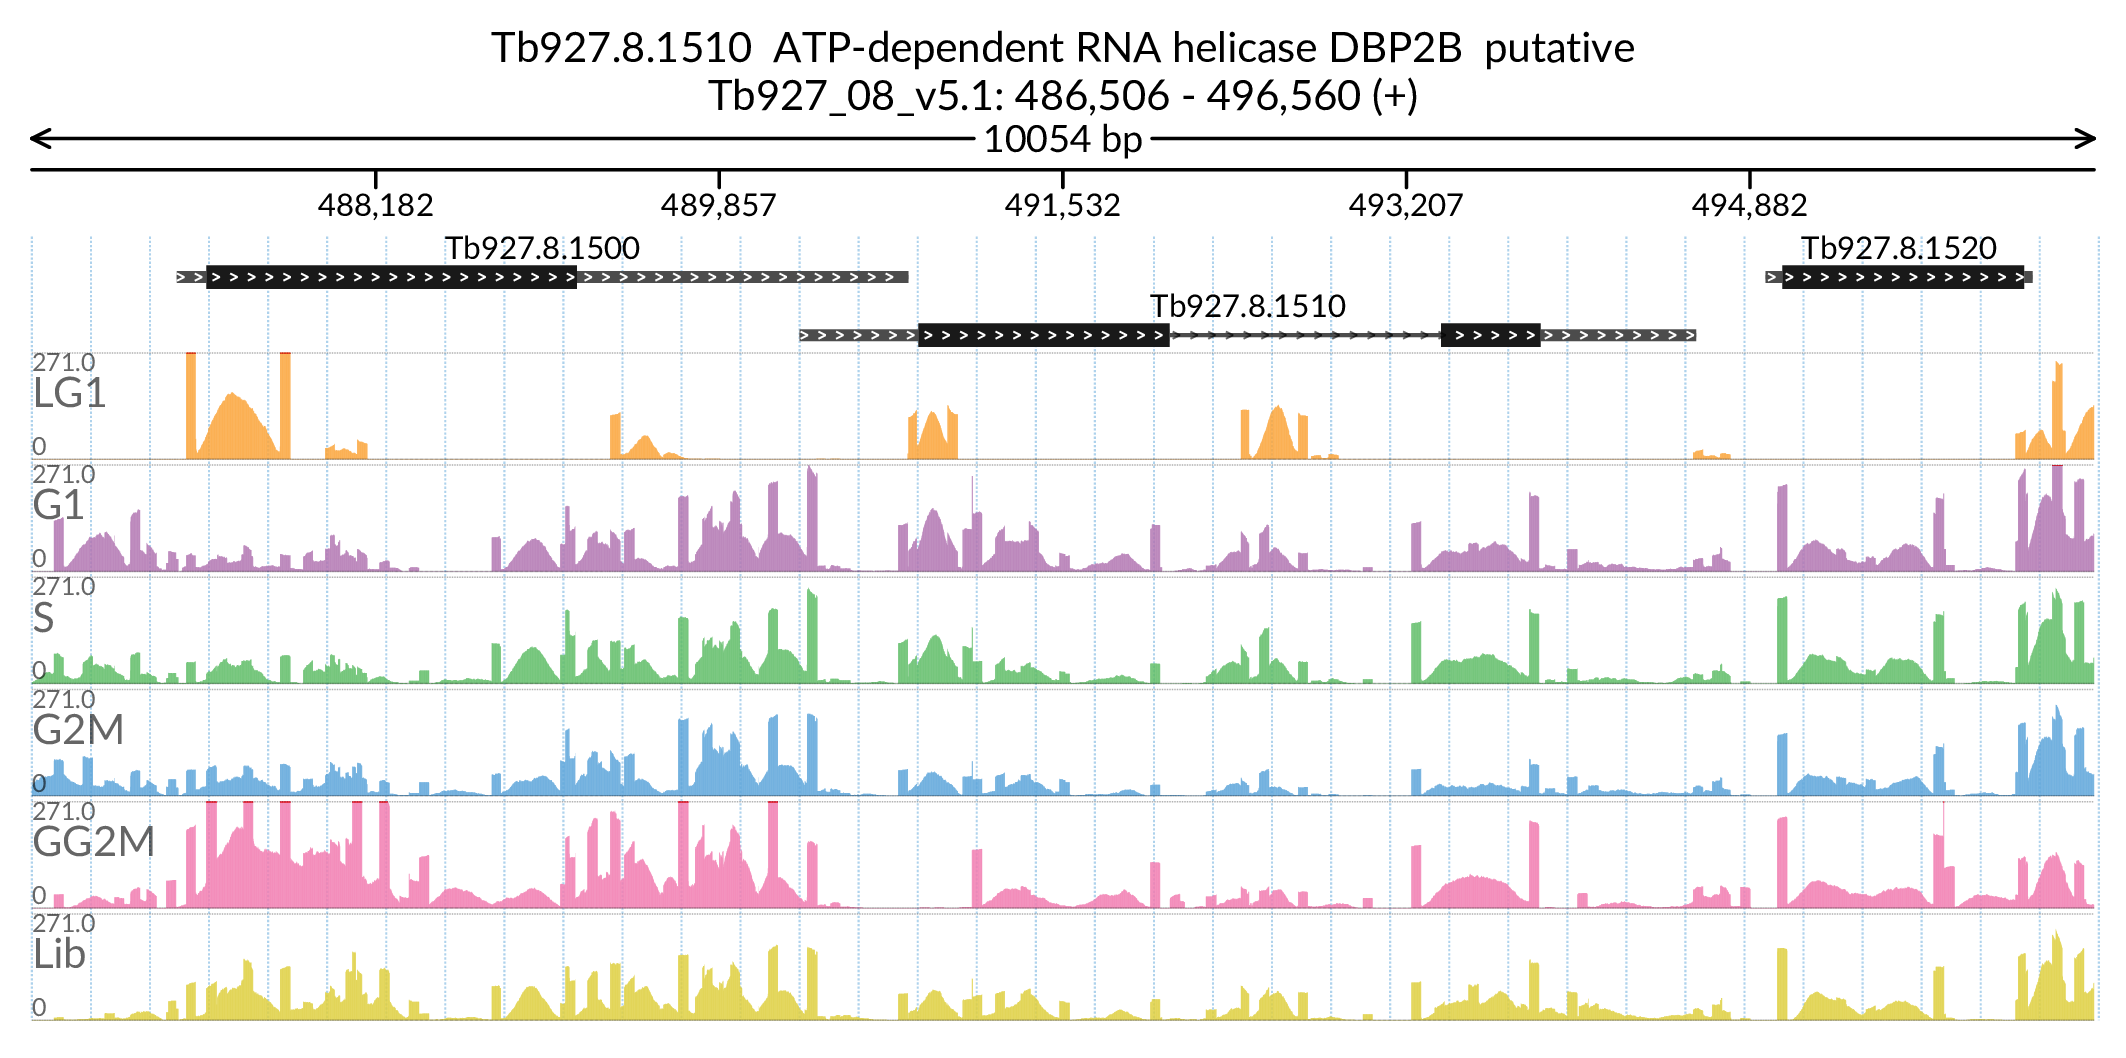 Tb927.8.1510 ATP-dependent RNA helicase DBP2B putative
Tb927_08_v5.1: 486,506 - 496,560 (+)
10054 bp
488,182 489,857 491,532 493,207 494,882
Tb927.8.1500 Tb927.8.1520
Tb927.8.1510
271.0
LG1
0
271.0
G1
0
271.0
S
0
271.0
G2M
0
271.0
GG2M
0
271.0
Lib
0